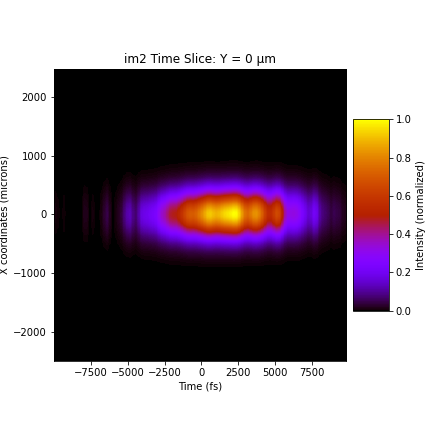 im2 Time Slice: Y = 0 μm
2000
1000
0
−1000
−2000
X coordinates (microns)
−7500 −5000 −2500 0 2500 5000 7500
Time (fs)
1.0
0.8
0.6
0.4
0.2
0.0
Intensity (normalized)